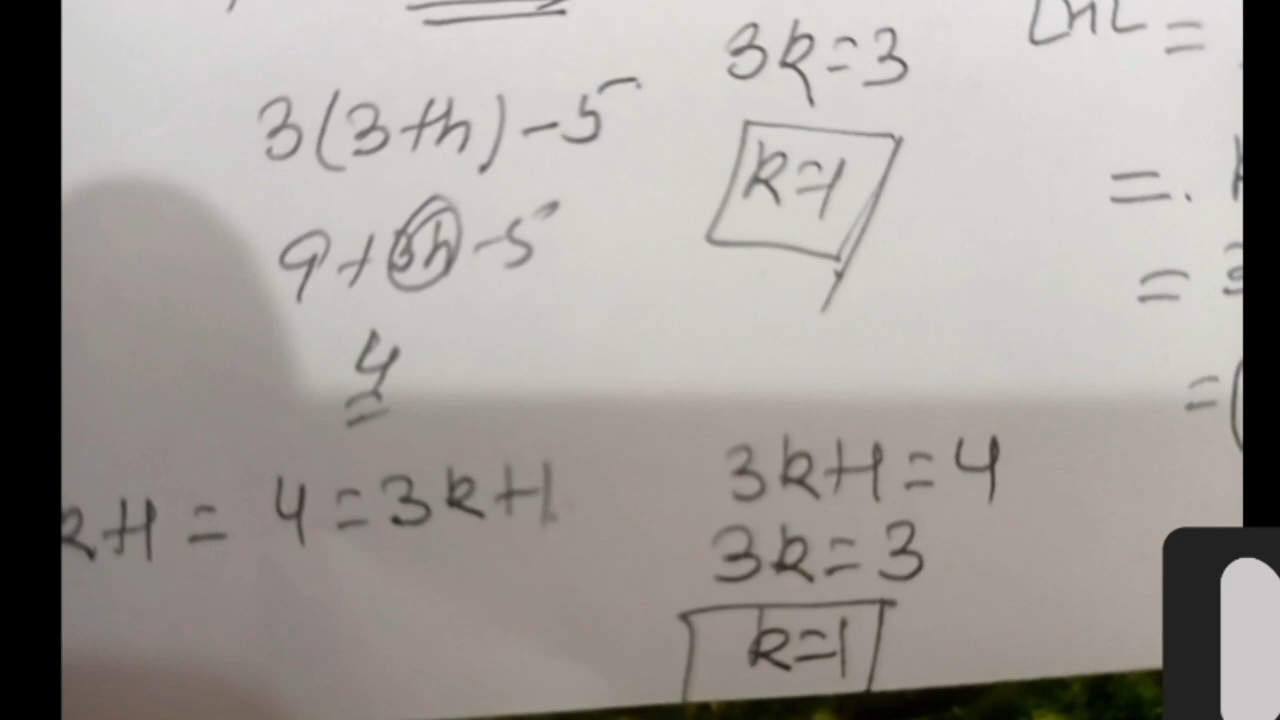 3(3+h)-5
9+3h-5
4
k+1 = 4 = 3k+1
3k=3
k=1
3k+1=4
3k=3
k=1
=
=.
=
=(